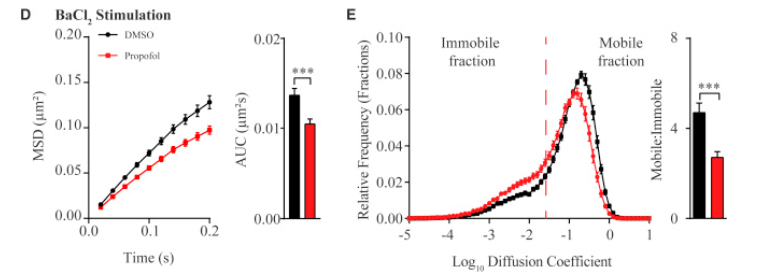 D BaCl2 Stimulation
DMSO
Propofol
MSD (μm²)
0.20
0.15
0.10
0.05
0.00
0.0 0.1 0.2
Time (s)
AUC (μm²s)
0.02
0.01
0.00
***
E
Relative Frequency (Fractions)
0.10
0.08
0.06
0.04
0.02
0.00
Immobile
fraction
Mobile
fraction
-5 -4 -3 -2 -1 0 1
Log10 Diffusion Coefficient
Mobile:Immobile
8
4
0
***